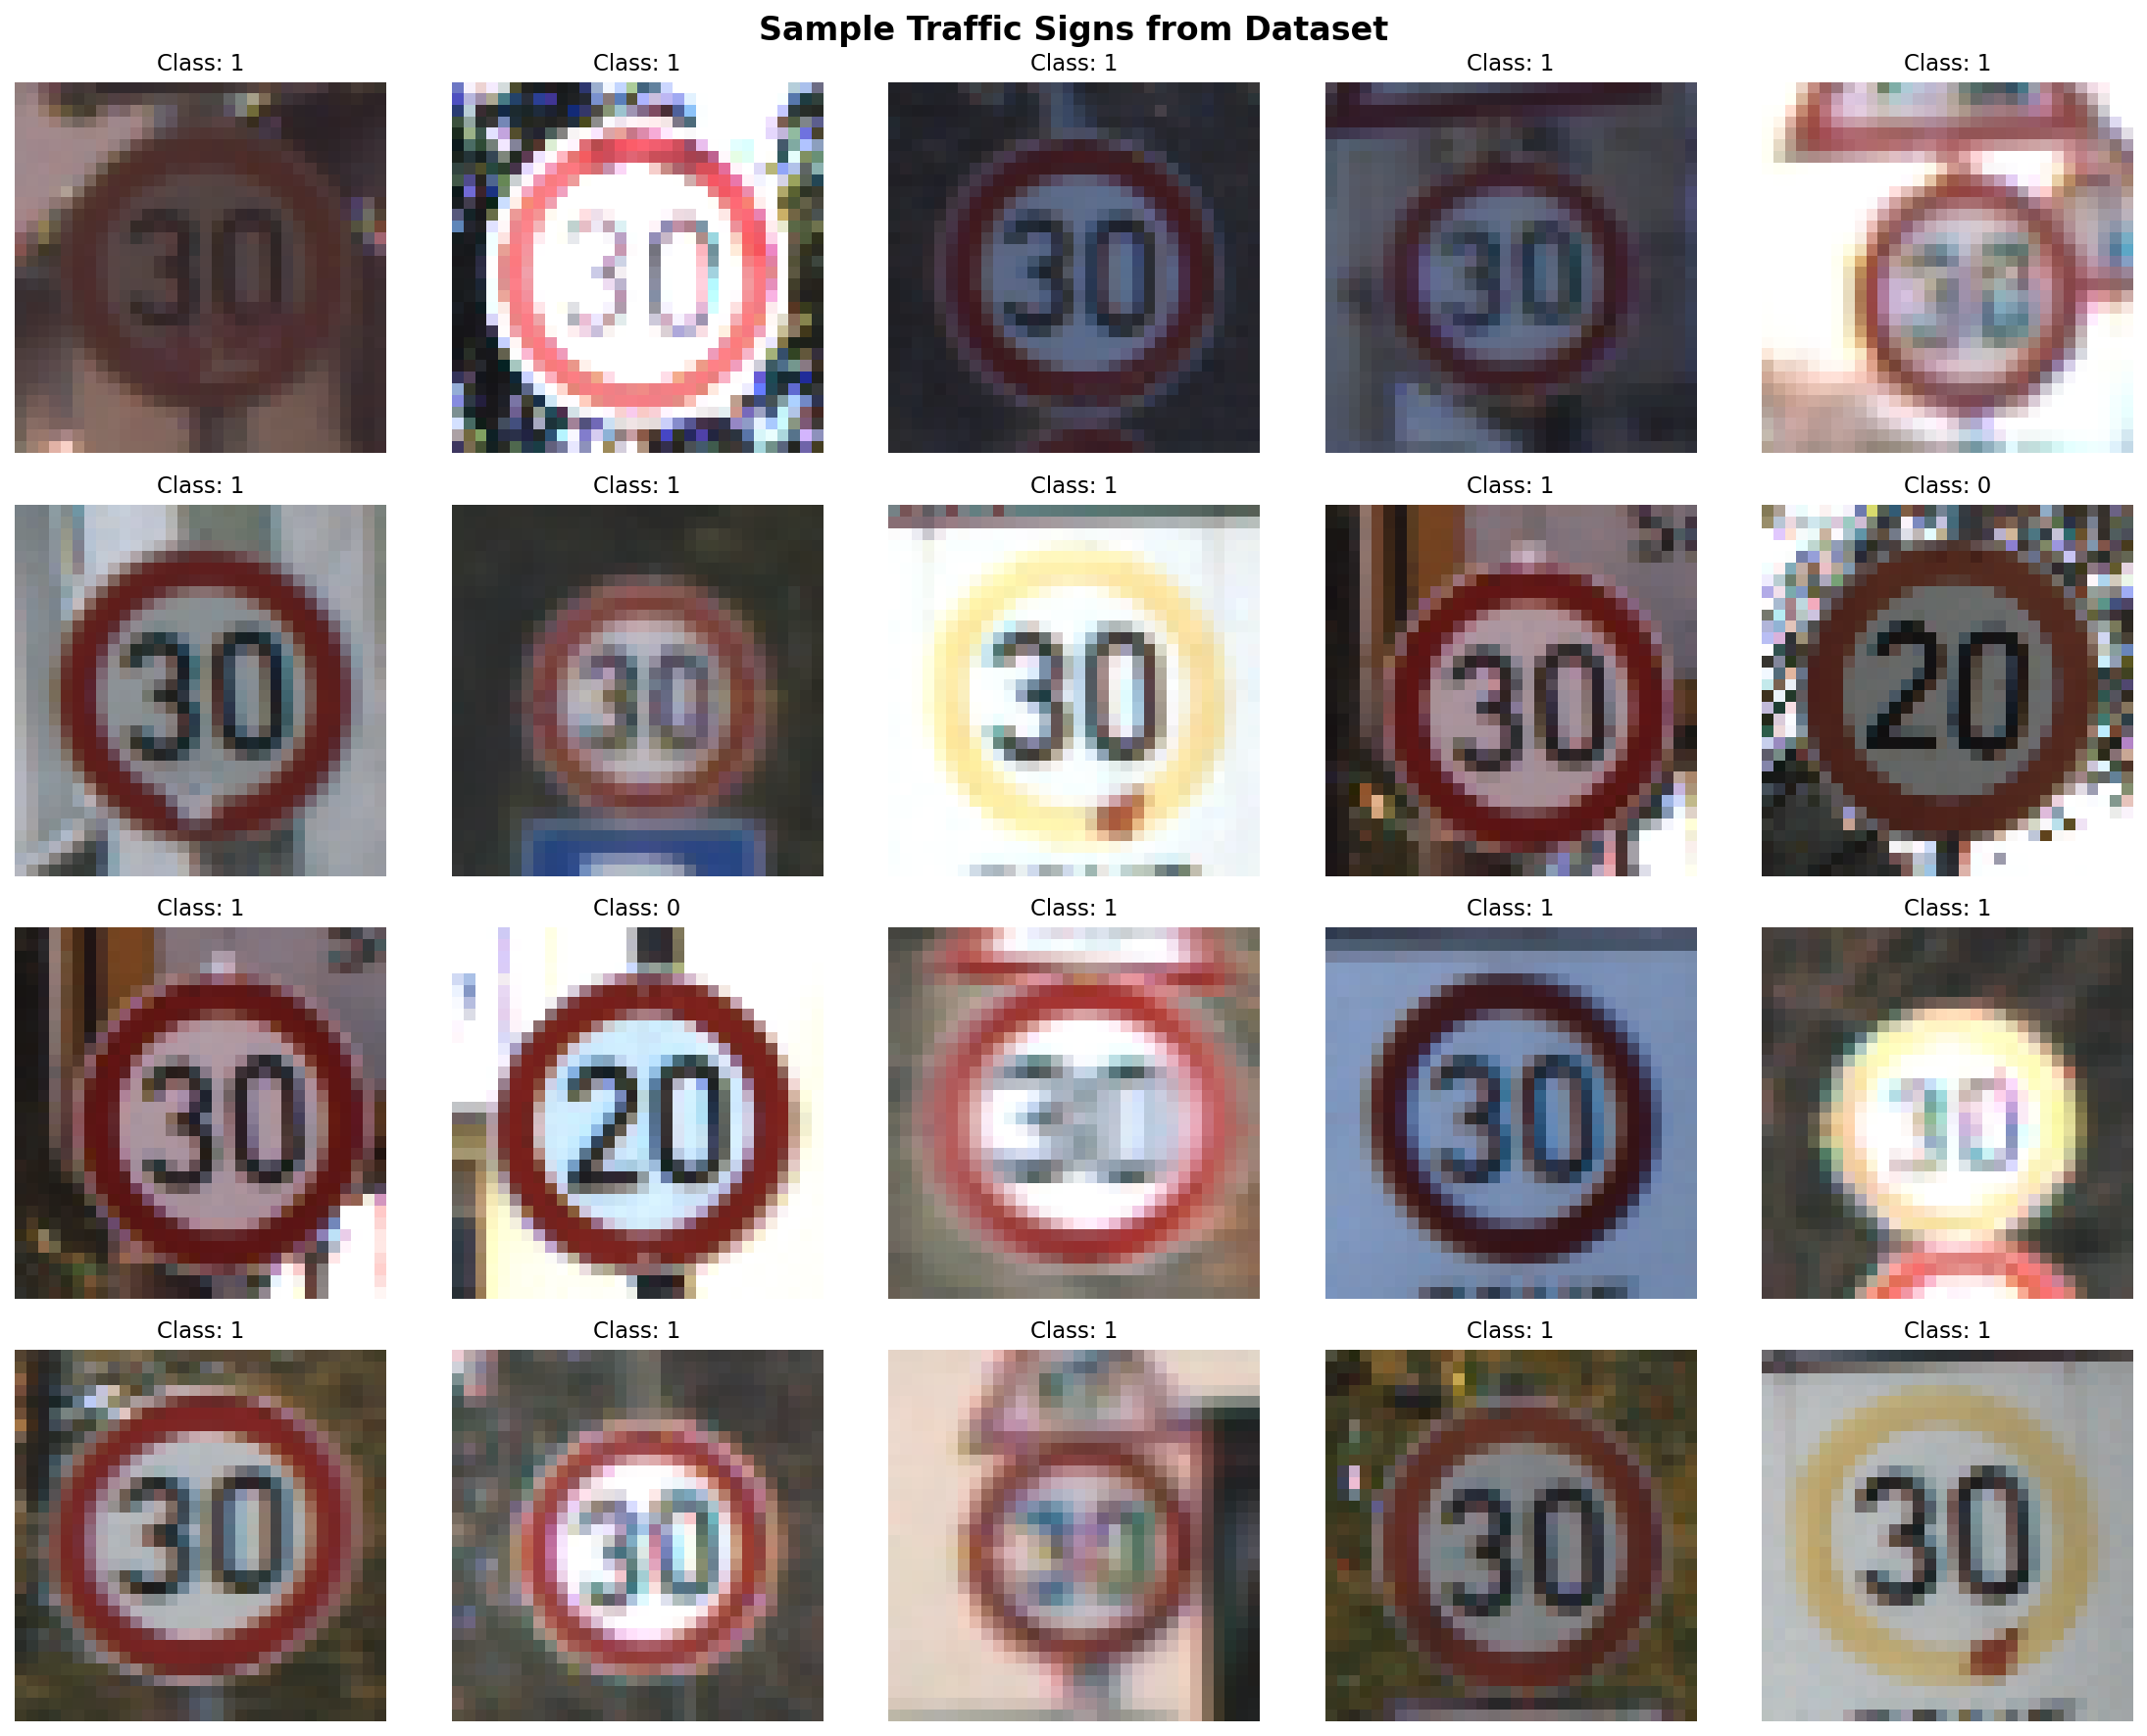 Sample Traffic Signs from Dataset
Class: 1 Class: 1 Class: 1 Class: 1 Class: 1
30 30 30 30
Class: 1 Class: 1 Class: 1 Class: 1 Class: 0
30 30 30 30 20
Class: 1 Class: 0 Class: 1 Class: 1 Class: 1
30 20 30 30 30
Class: 1 Class: 1 Class: 1 Class: 1 Class: 1
30 30 30 30